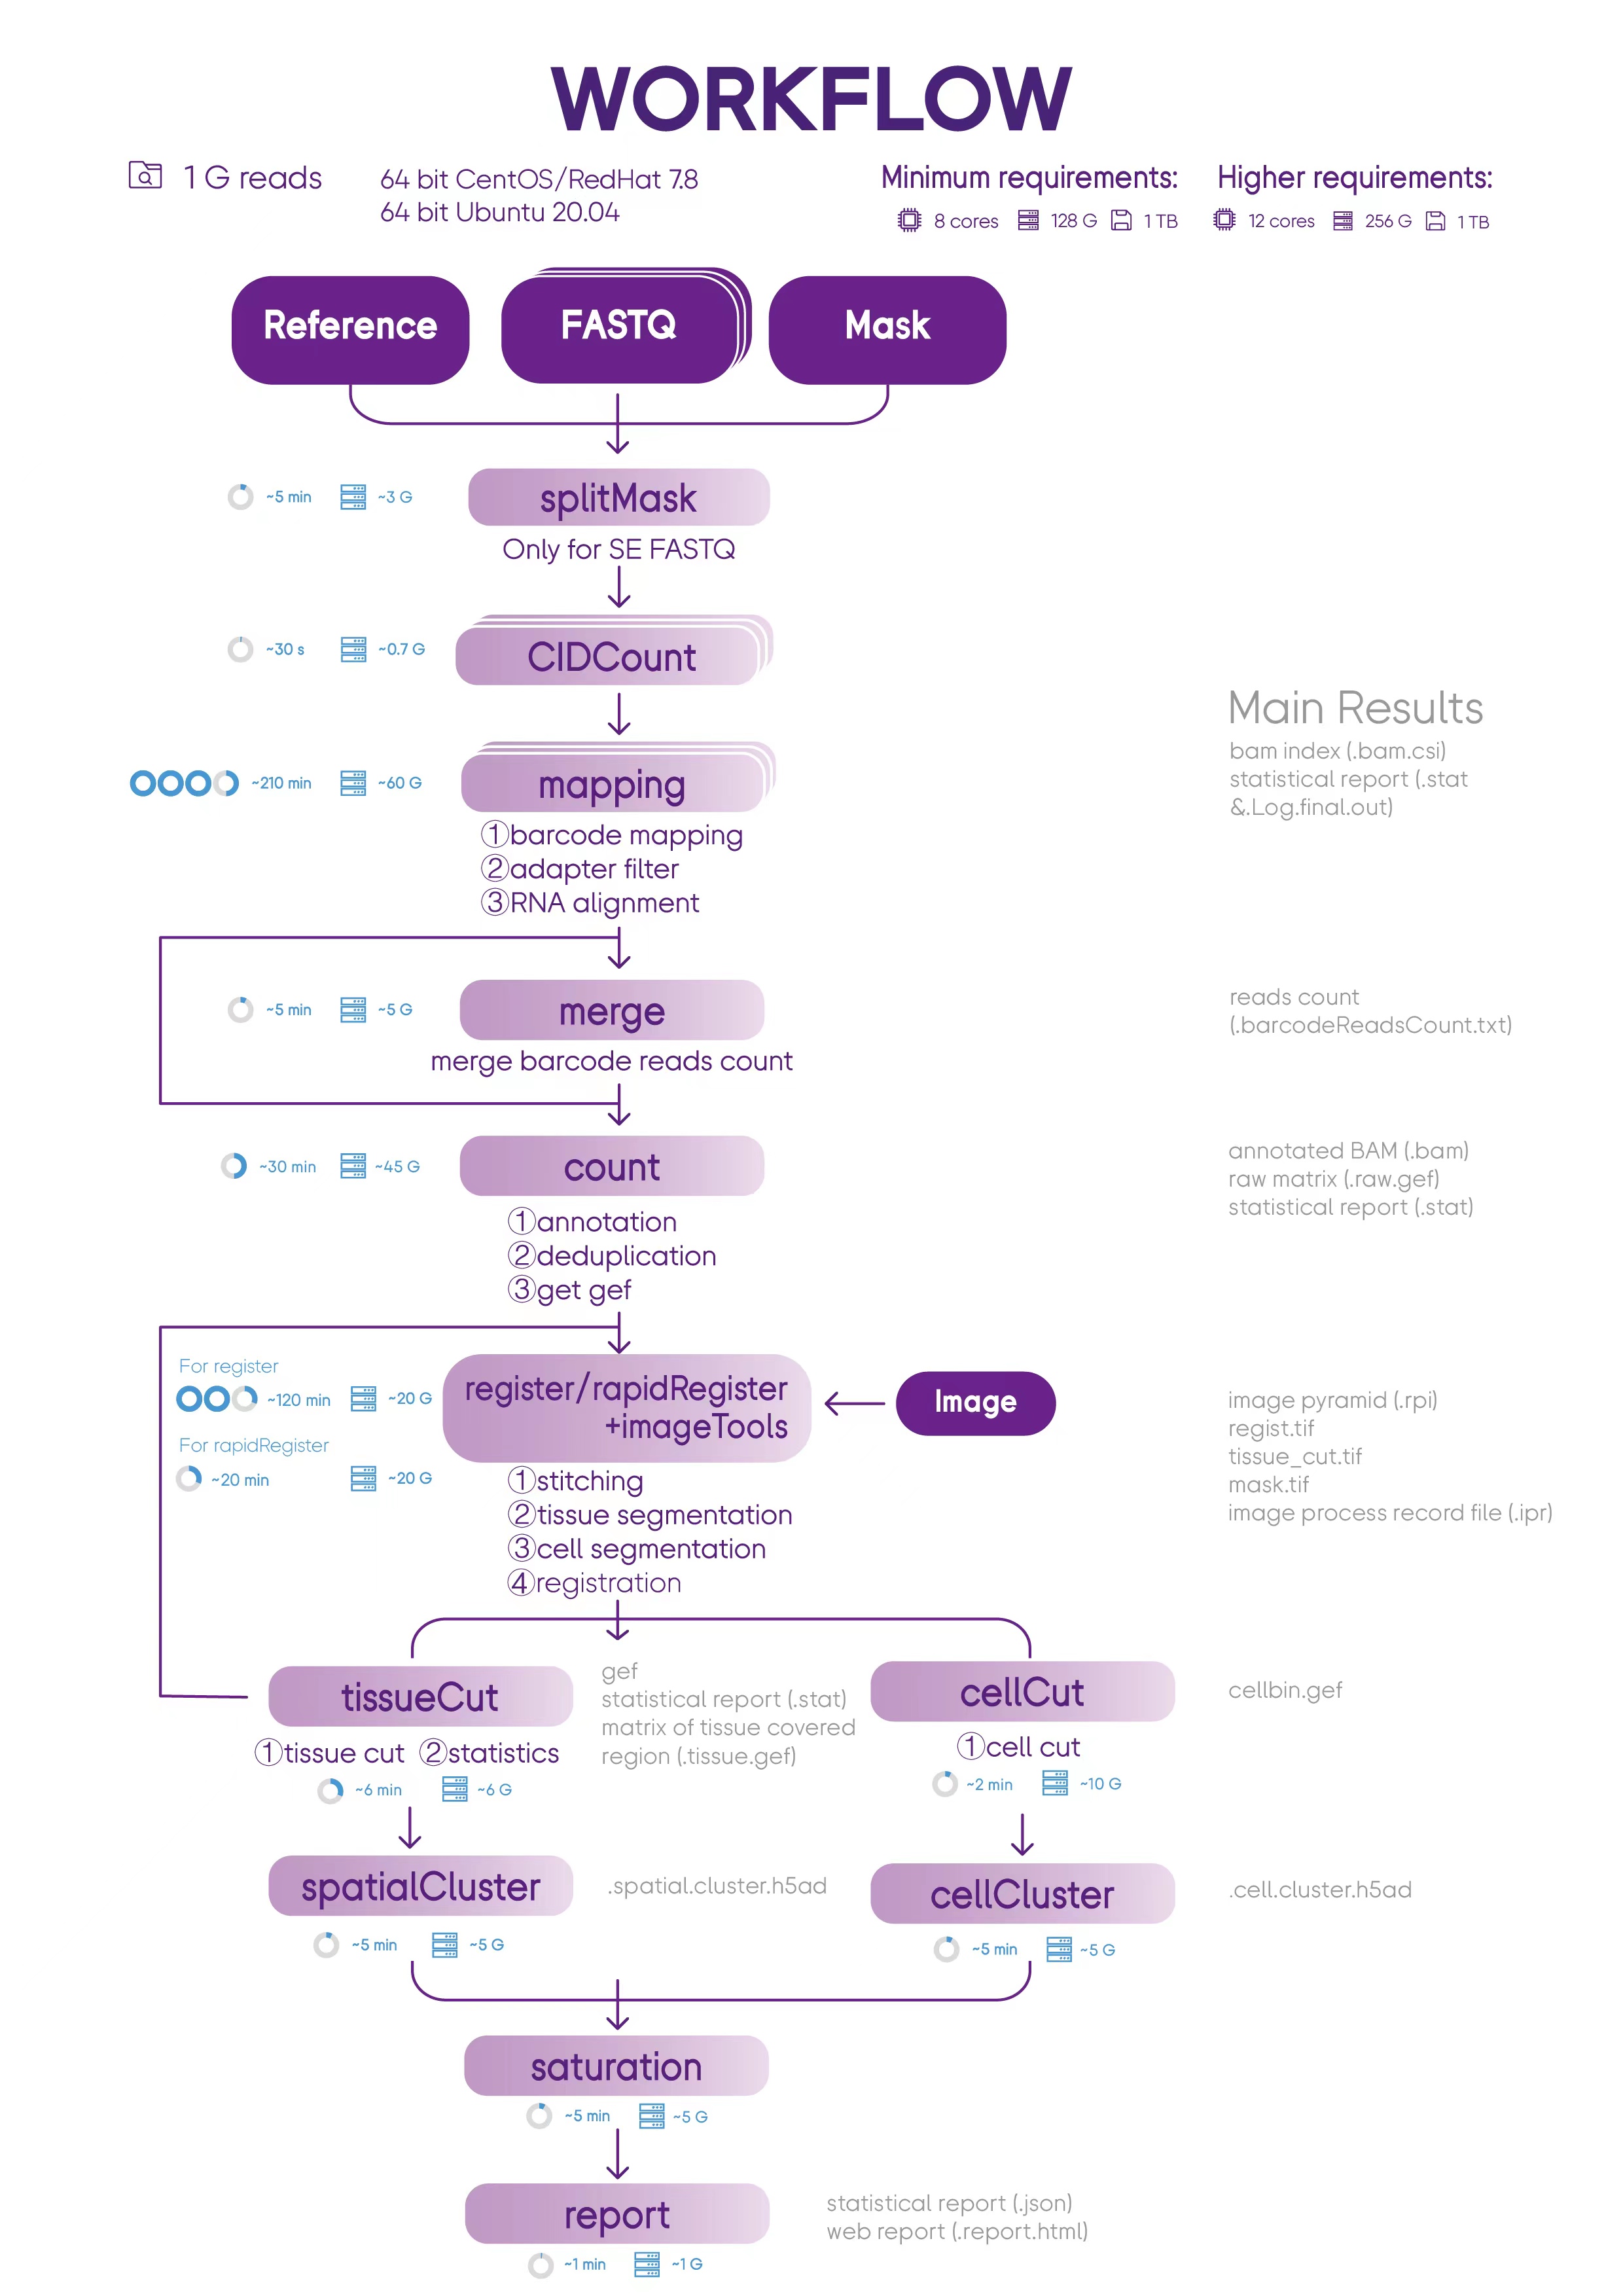 WORKFLOW
1 G reads
64 bit CentOS/RedHat 7.8
64 bit Ubuntu 20.04
Minimum requirements:
8 cores 128 G 1 TB
Higher requirements:
12 cores 256 G 1 TB
Reference
FASTQ
Mask
~5 min ~3 G
splitMask
Only for SE FASTQ
~30 s ~0.7 G
CIDCount
Main Results
~210 min ~60 G
mapping
①barcode mapping
②adapter filter
③RNA alignment
bam index (.bam.csi)
statistical report (.stat
&.Log.final.out)
~5 min ~5 G
merge
merge barcode reads count
reads count
(.barcodeReadsCount.txt)
~30 min ~45 G
count
①annotation
②deduplication
③get gef
annotated BAM (.bam)
raw matrix (.raw.gef)
statistical report (.stat)
For register
~120 min ~20 G
For rapidRegister
~20 min ~20 G
register/rapidRegister
+imageTools
Image
①stitching
②tissue segmentation
③cell segmentation
④registration
image pyramid (.rpi)
regist.tif
tissue_cut.tif
mask.tif
image process record file (.ipr)
tissueCut
①tissue cut ②statistics
~6 min ~6 G
gef
statistical report (.stat)
matrix of tissue covered
region (.tissue.gef)
cellCut
①cell cut
~2 min ~10 G
cellbin.gef
spatialCluster
~5 min ~5 G
.spatial.cluster.h5ad
cellCluster
~5 min ~5 G
.cell.cluster.h5ad
saturation
~5 min ~5 G
report
~1 min ~1 G
statistical report (.json)
web report (.report.html)